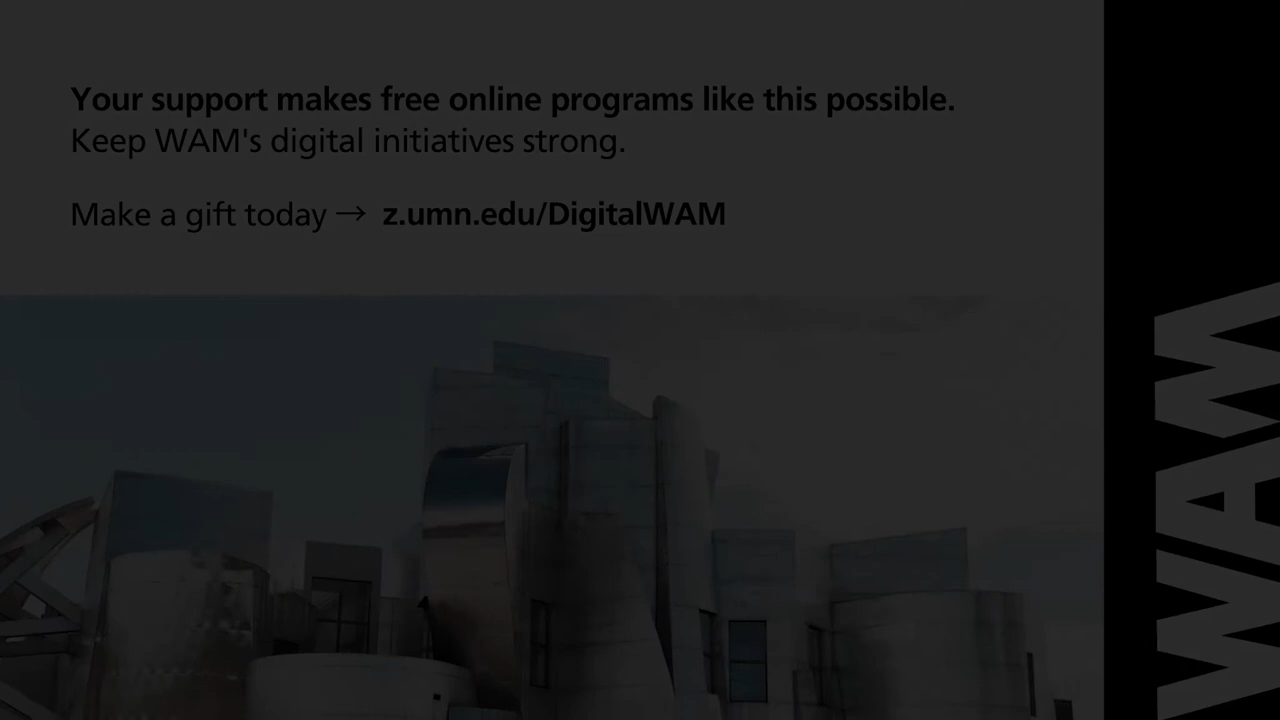 Your support makes free online programs like this possible.
Keep WAM's digital initiatives strong.
Make a gift today → z.umn.edu/DigitalWAM
WAM